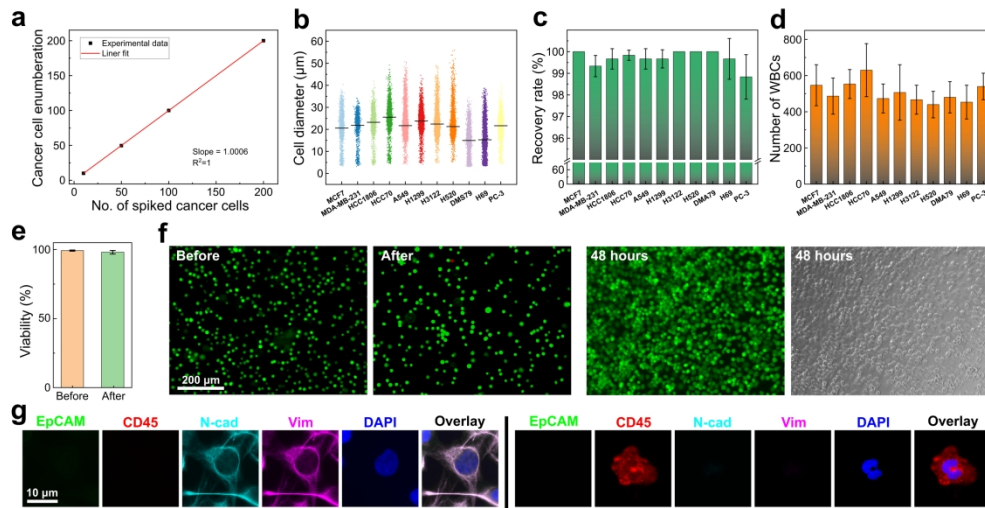 a
Cancer cell enumberation
200
150
100
50
0
Experimental data
Liner fit
Slope = 1.0006
R²=1
0 50 100 150 200
No. of spiked cancer cells
b
Cell diameter (µm)
60
50
40
30
20
10
0
MCF7
MDA-MB-231
HCC1806
HCC70
A549
H1299
H3122
H520
DMS79
H69
PC-3
c
Recovery rate (%)
101
100
99
98
97
96
60
0
MCF7
MDA-MB-231
HCC1806
HCC70
A549
H1299
H3122
H520
DMA79
H69
PC-3
d
Number of WBCs
800
600
400
200
0
MCF7
MDA-MB-231
HCC1806
HCC70
A549
H1299
H3122
H520
DMA79
H69
PC-3
e
Viability (%)
100
50
0
Before After
f
Before
200 µm
After
48 hours
48 hours
g
EpCAM CD45 N-cad Vim DAPI Overlay
10 µm
EpCAM CD45 N-cad Vim DAPI Overlay